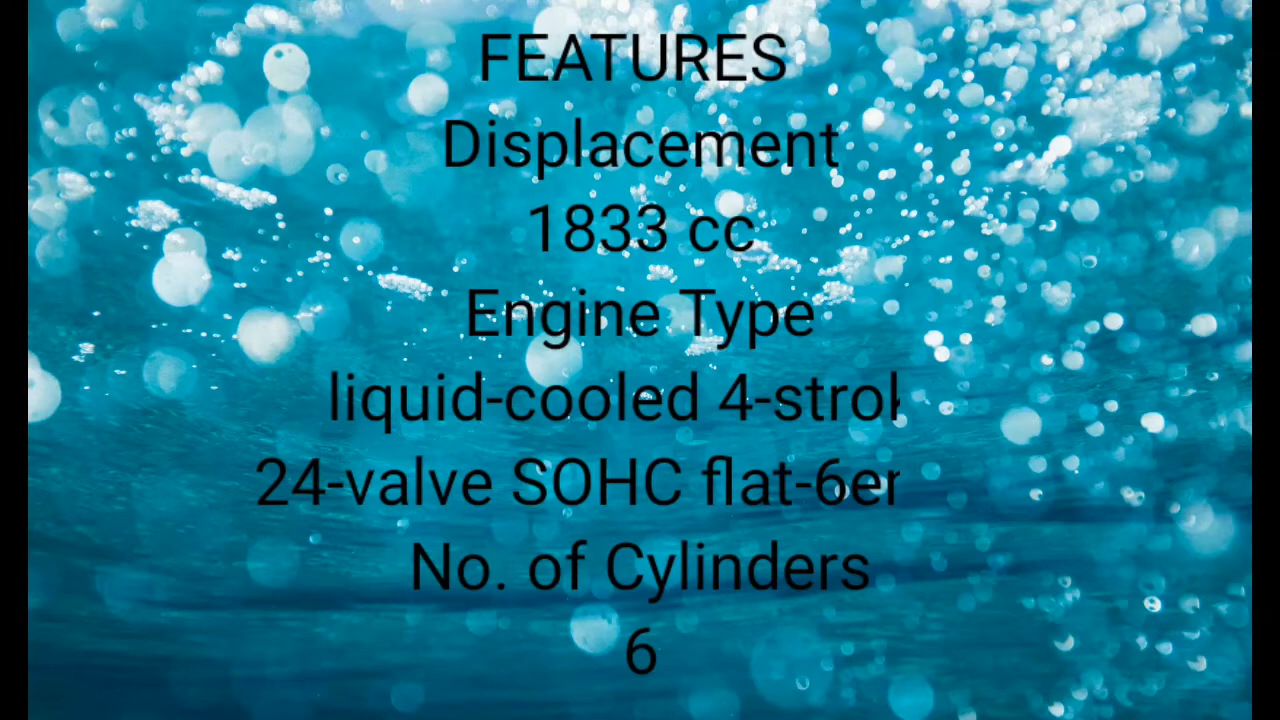 FEATURES
Displacement
1833 cc
Engine Type
liquid-cooled 4-strok
24-valve SOHC flat-6er
No. of Cylinders
6